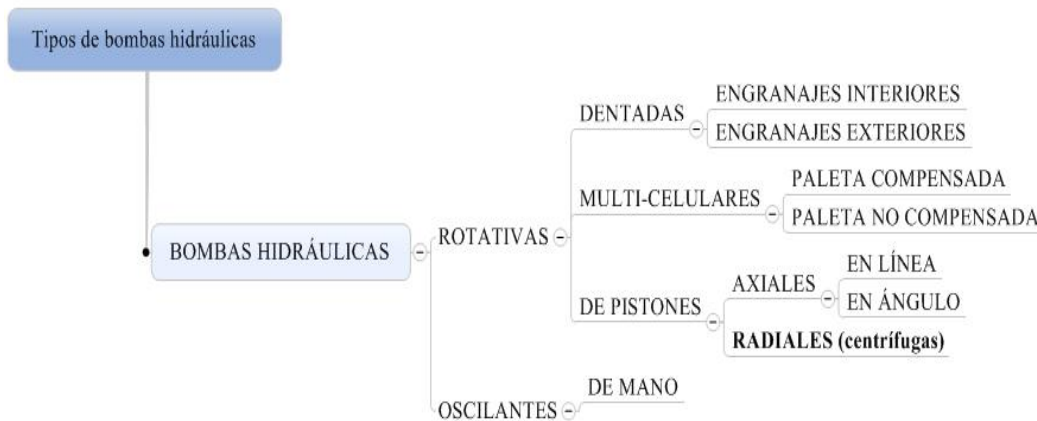 Tipos de bombas hidráulicas
BOMBAS HIDRÁULICAS
ROTATIVAS
DENTADAS
ENGRANAJES INTERIORES
ENGRANAJES EXTERIORES
MULTI-CELULARES
PALETA COMPENSADA
PALETA NO COMPENSADA
DE PISTONES
AXIALES
EN LÍNEA
EN ÁNGULO
RADIALES (centrífugas)
OSCILANTES
DE MANO